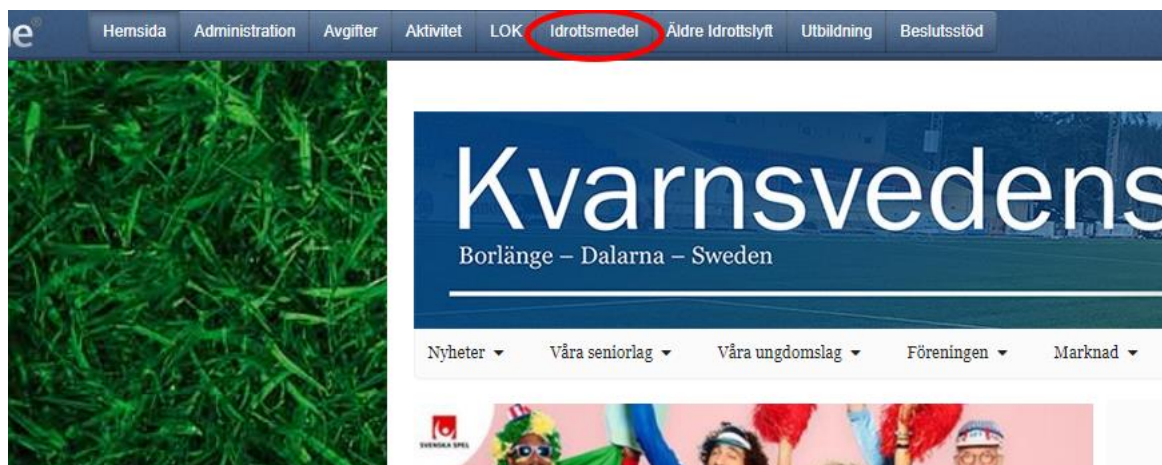 Hemsida Administration Avgifter Aktivitet LOK Idrottsmedel Äldre Idrottslyft Utbildning Beslutsstöd
Kvarnsvedens
Borlänge – Dalarna – Sweden
Nyheter Våra seniorlag Våra ungdomslag Föreningen Marknad
SVENSKA SPEL